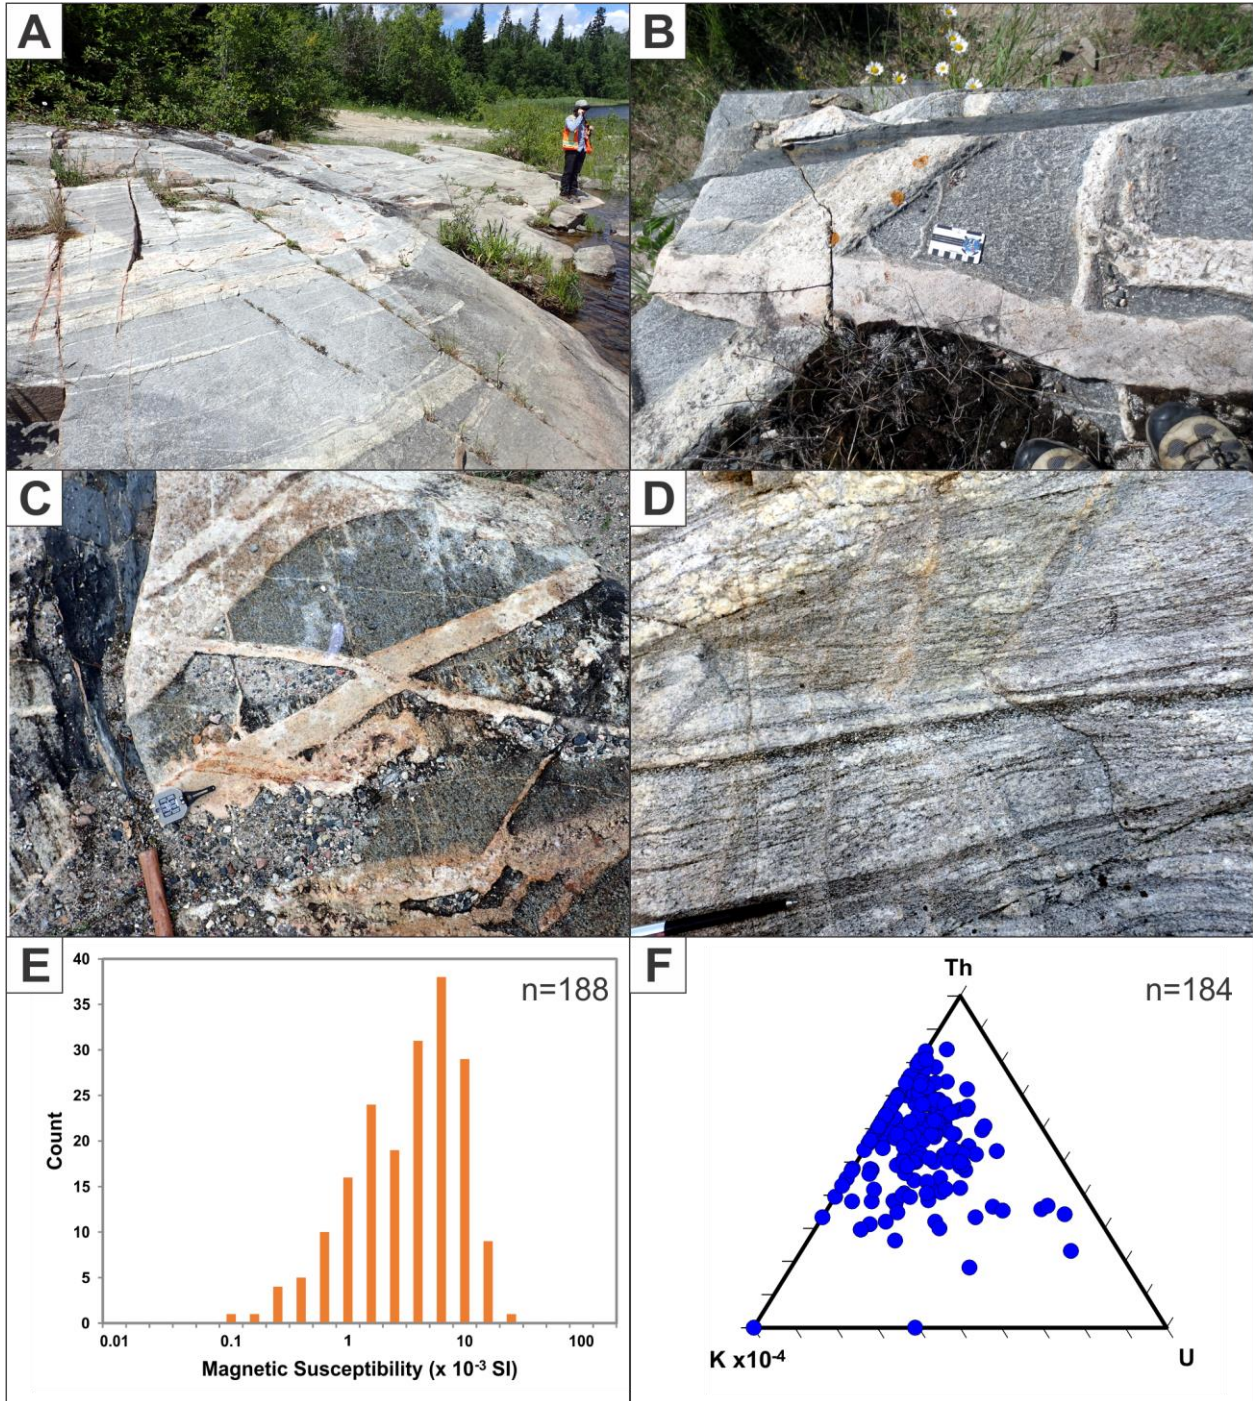 A
B
C
D
E
n=188
40
35
30
25
20
15
10
5
0
Count
0.01 0.1 1 10 100
Magnetic Susceptibility (x 10⁻³ SI)
F
n=184
Th
K x10⁻⁴
U